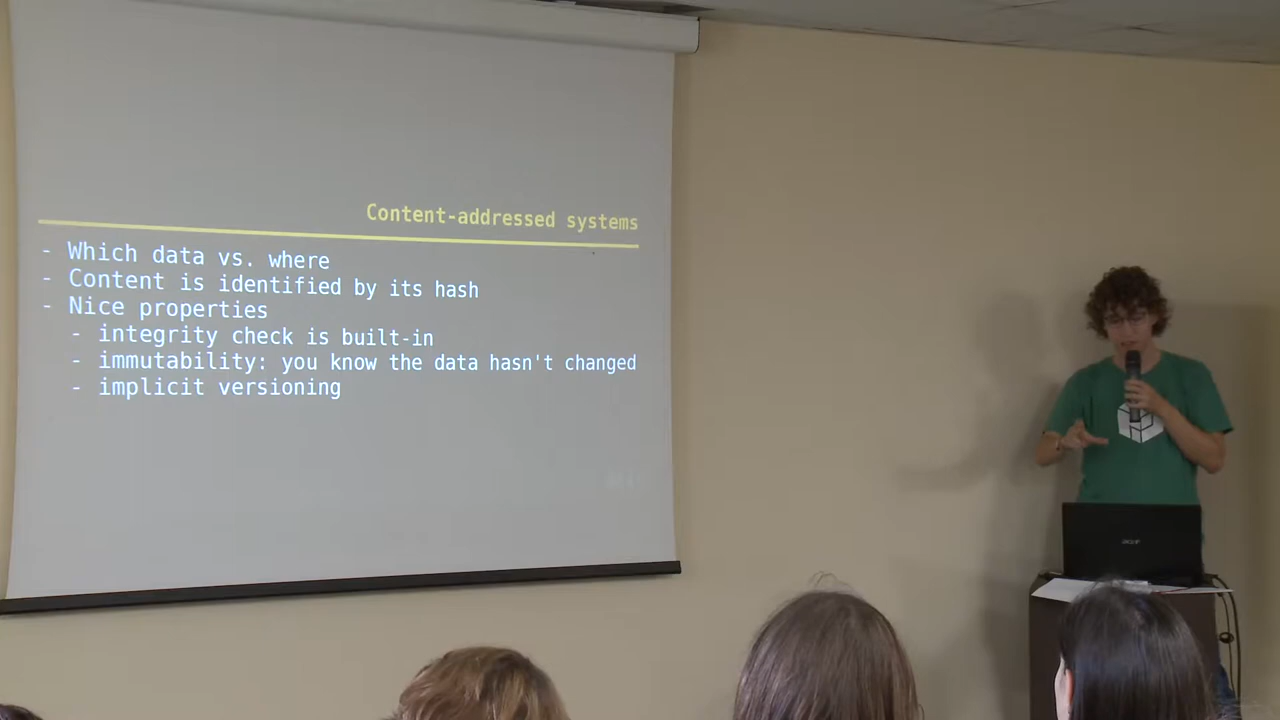 Content-addressed systems
- Which data vs. where
- Content is identified by its hash
- Nice properties
- integrity check is built-in
- immutability: you know the data hasn't changed
- implicit versioning
acer